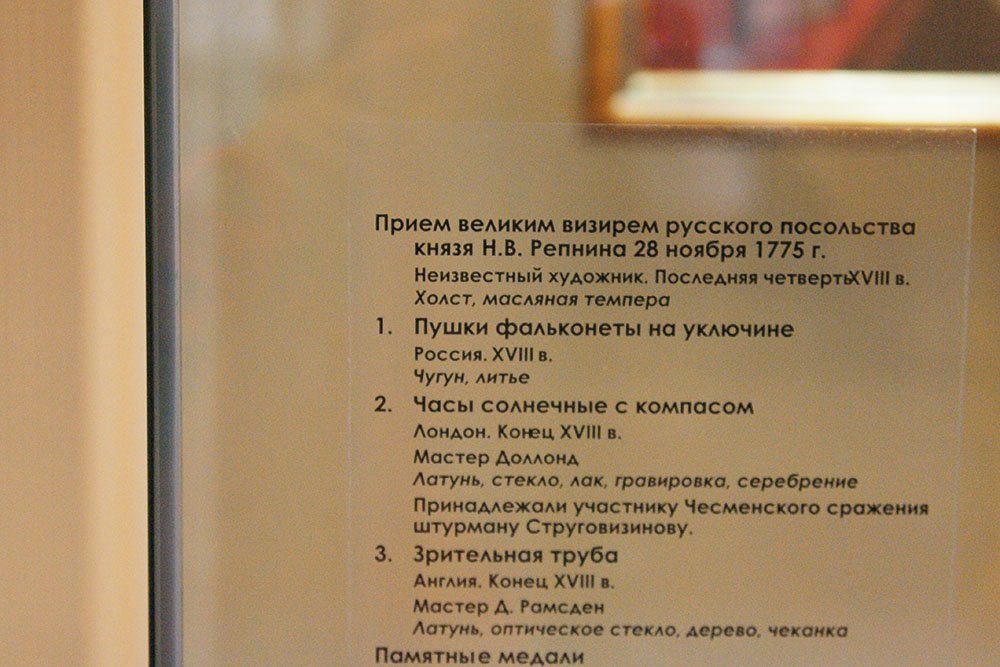 Прием великим визирем русского посольства
князя Н.В. Репнина 28 ноября 1775 г.
Неизвестный художник. Последняя четвертьXVIII в.
Холст, масляная темпера
1. Пушки фальконеты на уключине
Россия. XVIII в.
Чугун, литье
2. Часы солнечные с компасом
Лондон. Конец XVIII в.
Мастер Доллонд
Латунь, стекло, лак, гравировка, серебрение
Принадлежали участнику Чесменского сражения
штурману Струговизинову.
3. Зрительная труба
Англия. Конец XVIII в.
Мастер Д. Рамсден
Латунь, оптическое стекло, дерево, чеканка
Памятные медали